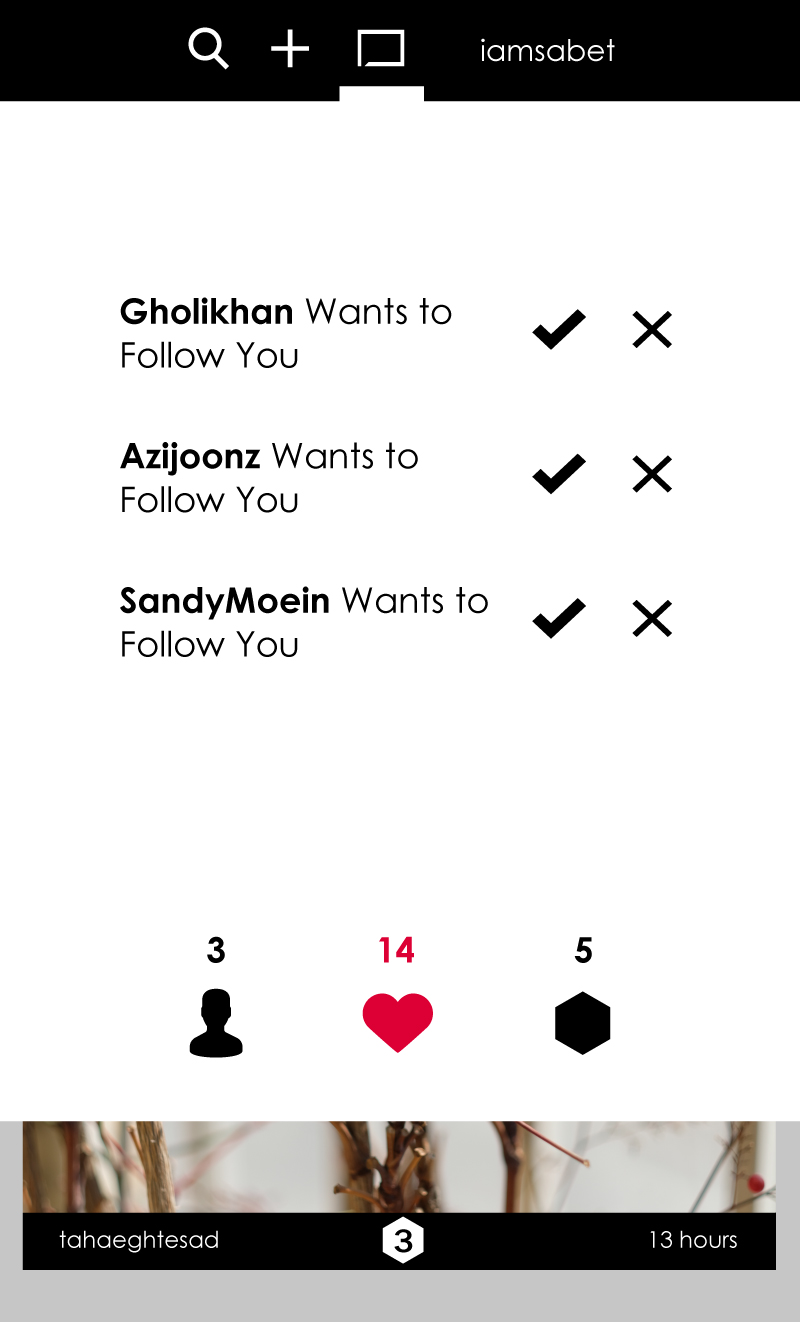 iamsabet
Gholikhan Wants to
Follow You
Azijoonz Wants to
Follow You
SandyMoein Wants to
Follow You
3 14 5
tahaeghtesad 3 13 hours